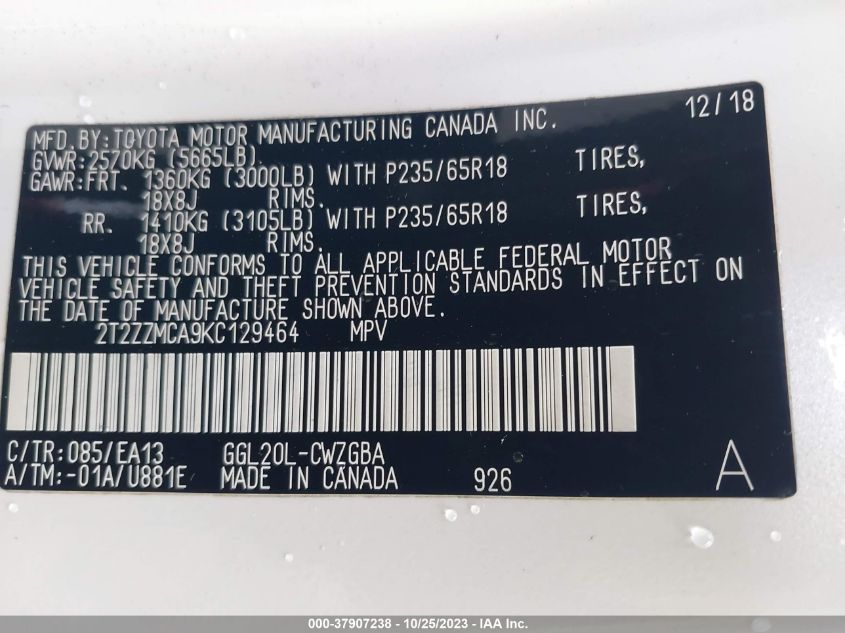 12/18
MFD.BY:TOYOTA MOTOR MANUFACTURING CANADA INC.
GVWR:2570KG (5665LB)
GAWR:FRT. 1360KG (3000LB) WITH P235/65R18 TIRES,
18X8J RIMS.
RR. 1410KG (3105LB) WITH P235/65R18 TIRES,
18X8J RIMS.
THIS VEHICLE CONFORMS TO ALL APPLICABLE FEDERAL MOTOR
VEHICLE SAFETY AND THEFT PREVENTION STANDARDS IN EFFECT ON
THE DATE OF MANUFACTURE SHOWN ABOVE.
2T2ZZMCA9KC129464 MPV
C/TR:085/EA13 GGL20L-CWZGBA
A/TM:-01A/U881E MADE IN CANADA 926 A
000-37907238 - 10/25/2023 - IAA Inc.